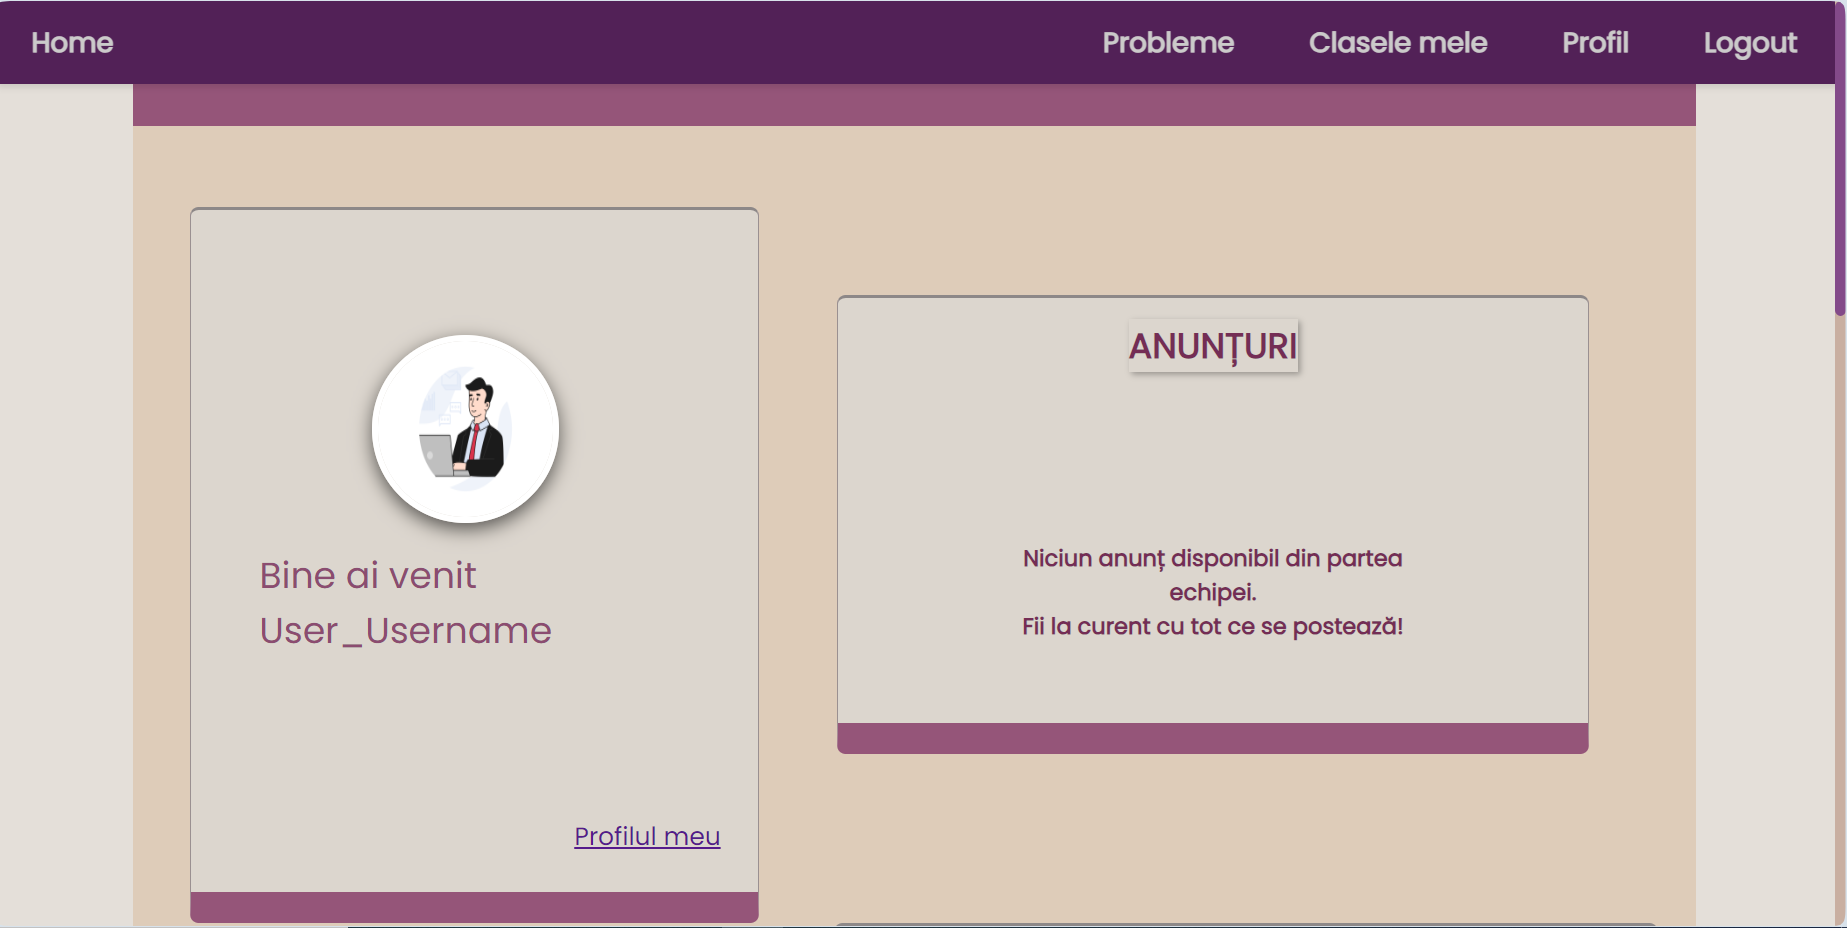 Home
Probleme
Clasele mele
Profil
Logout
Bine ai venit
User_Username
Profilul meu
ANUNȚURI
Niciun anunț disponibil din partea
echipei.
Fii la curent cu tot ce se postează!